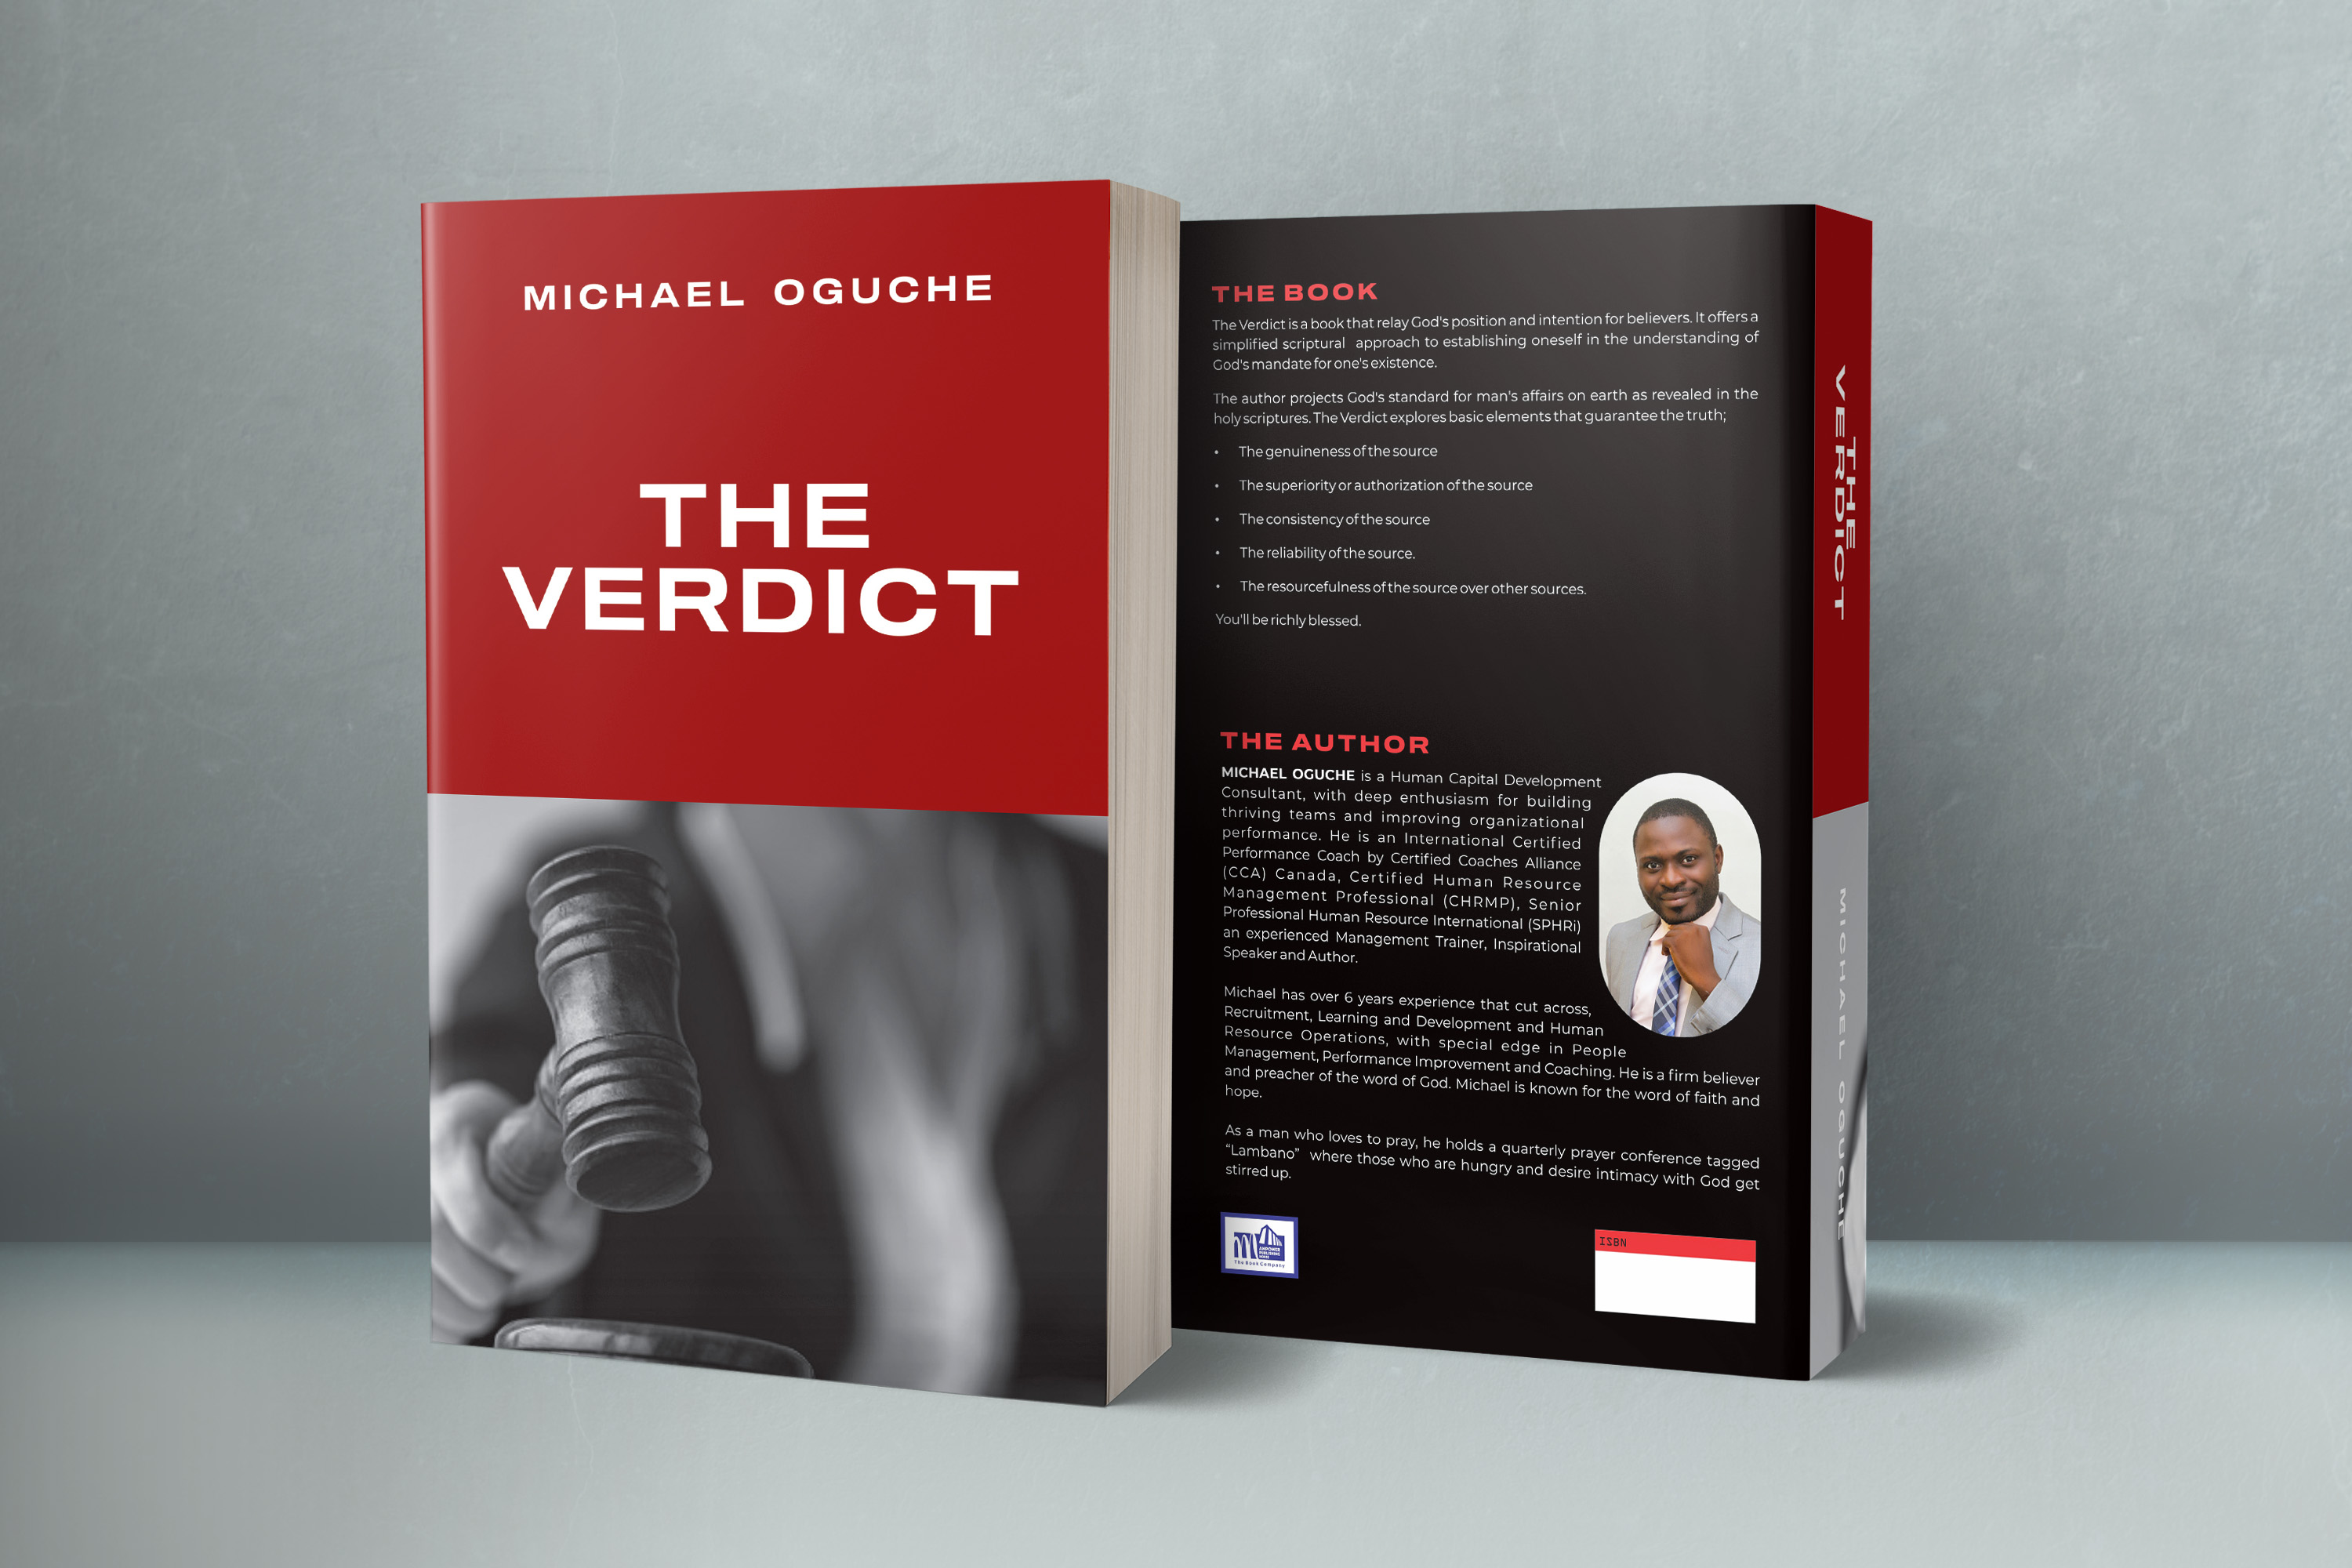 MICHAEL OGUCHE
THE
VERDICT
THE BOOK
The Verdict is a book that relay God's position and intention for believers. It offers a
simplified scriptural approach to establishing oneself in the understanding of
God's mandate for one's existence.
The author projects God's standard for man's affairs on earth as revealed in the
holy scriptures. The Verdict explores basic elements that guarantee the truth;
• The genuineness of the source
• The superiority or authorization of the source
• The consistency of the source
• The reliability of the source.
• The resourcefulness of the source over other sources.
You'll be richly blessed.
THE AUTHOR
MICHAEL OGUCHE is a Human Capital Development
Consultant, with deep enthusiasm for building
thriving teams and improving organizational
performance. He is an International Certified
Performance Coach by Certified Coaches Alliance
(CCA) Canada, Certified Human Resource
Management Professional (CHRMP), Senior
Professional Human Resource International (SPHRi)
an experienced Management Trainer, Inspirational
Speaker and Author.
Michael has over 6 years experience that cut across,
Recruitment, Learning and Development and Human
Resource Operations, with special edge in People
Management, Performance Improvement and Coaching. He is a firm believer
and preacher of the word of God. Michael is known for the word of faith and
hope.
As a man who loves to pray, he holds a quarterly prayer conference tagged
“Lambano” where those who are hungry and desire intimacy with God get
stirred up.
PUBLISHING
HOUSE
The Book Company
ISBN
THE
VERDICT
MICHAEL OGUCHE